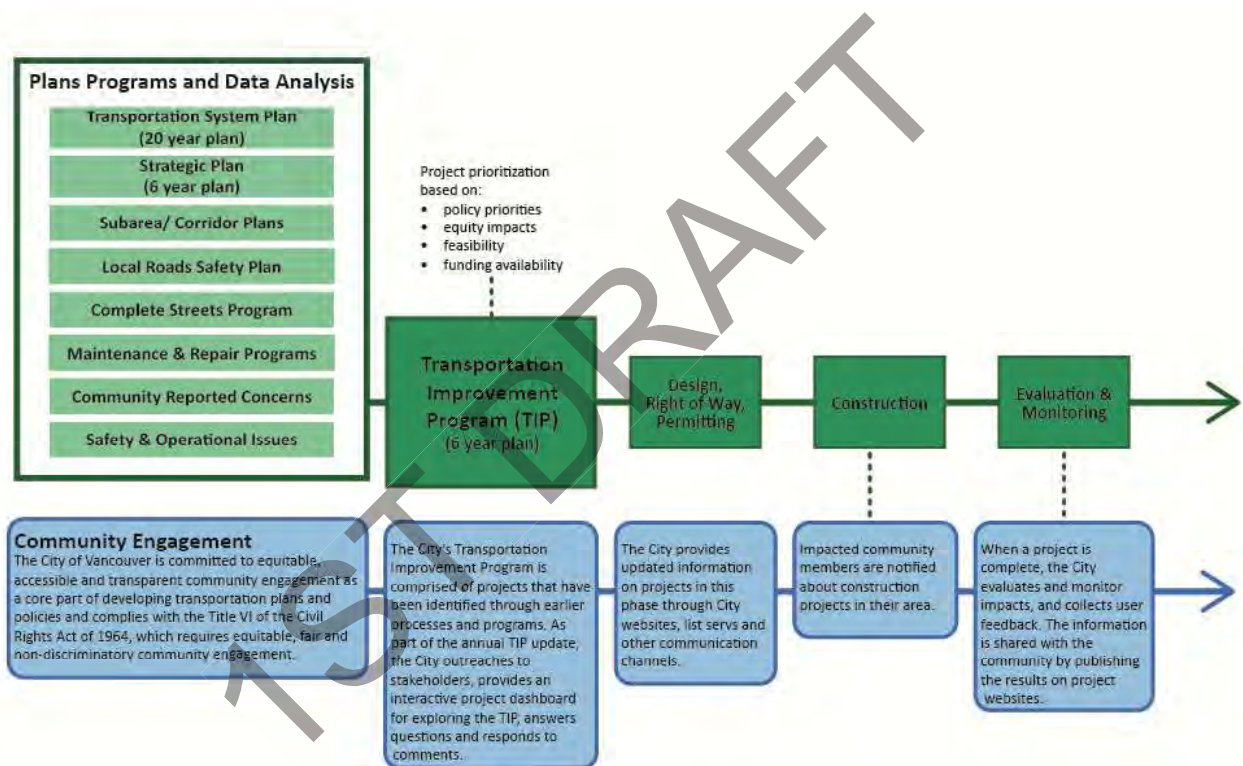 Plans Programs and Data Analysis
Transportation System Plan
(20 year plan)
Strategic Plan
(6 year plan)
Subarea/ Corridor Plans
Local Roads Safety Plan
Complete Streets Program
Maintenance & Repair Programs
Community Reported Concerns
Safety & Operational Issues
Project prioritization
based on:
• policy priorities
• equity impacts
• feasibility
• funding availability
Transportation
Improvement
Program (TIP)
(6 year plan)
Design,
Right of Way,
Permitting
Construction
Evaluation &
Monitoring
Community Engagement
The City of Vancouver is committed to equitable,
accessible and transparent community engagement as
a core part of developing transportation plans and
policies and complies with the Title VI of the Civil
Rights Act of 1964, which requires equitable, fair and
non-discriminatory community engagement.
The City's Transportation
Improvement Program is
comprised of projects that have
been identified through earlier
processes and programs. As
part of the annual TIP update,
the City outreaches to
stakeholders, provides an
interactive project dashboard
for exploring the TIP, answers
questions and responds to
comments.
The City provides
updated information
on projects in this
phase through City
websites, list servs and
other communication
channels.
Impacted community
members are notified
about construction
projects in their area.
When a project is
complete, the City
evaluates and monitor
impacts, and collects user
feedback. The information
is shared with the
community by publishing
the results on project
websites.
1ST DRAFT